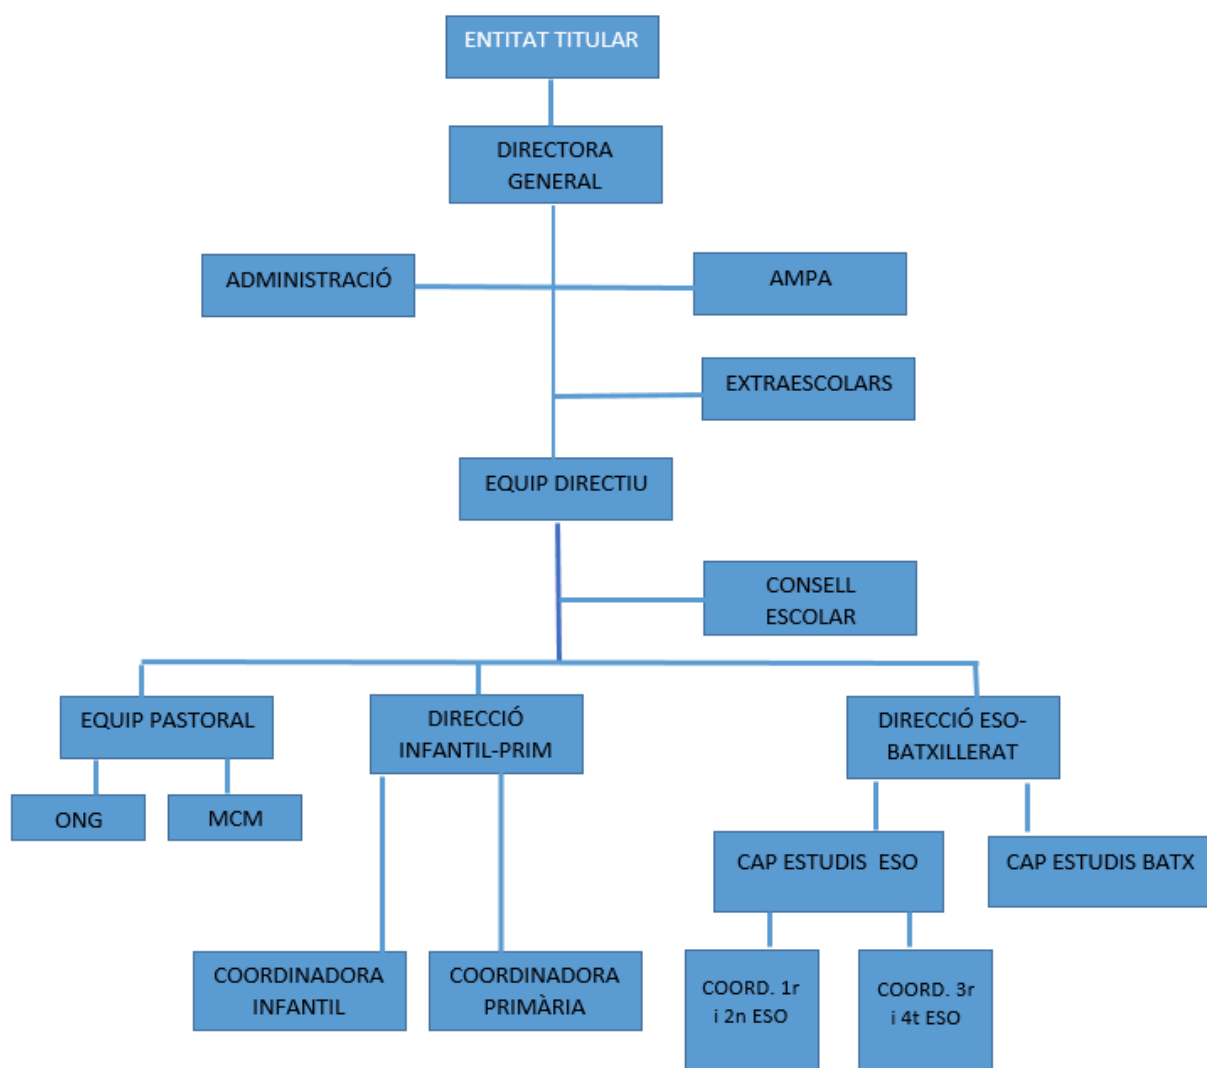 ENTITAT TITULAR
DIRECTORA
GENERAL
ADMINISTRACIÓ
AMPA
EXTRAESCOLARS
EQUIP DIRECTIU
CONSELL
ESCOLAR
EQUIP PASTORAL
DIRECCIÓ
INFANTIL-PRIM
DIRECCIÓ ESO-
BATXILLERAT
ONG
MCM
CAP ESTUDIS  ESO
CAP ESTUDIS BATX
COORDINADORA
INFANTIL
COORDINADORA
PRIMÀRIA
COORD. 1r
i 2n ESO
COORD. 3r
i 4t ESO